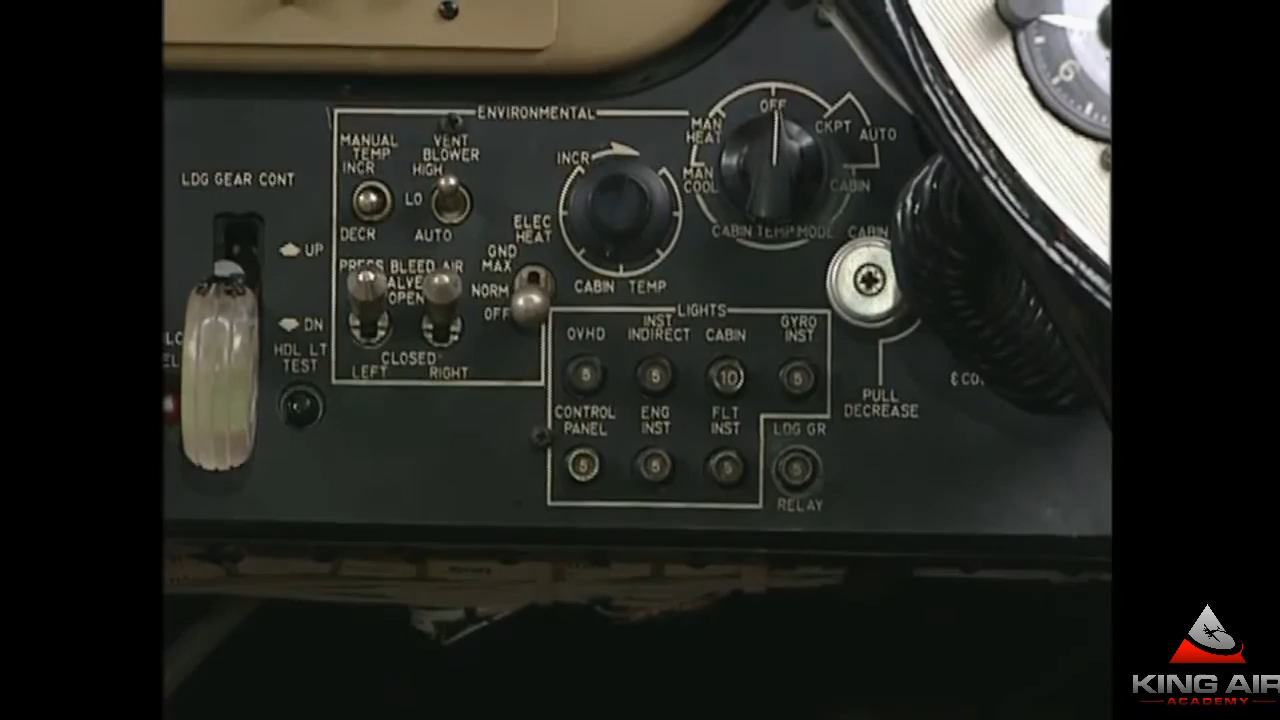 ENVIRONMENTAL
MANUAL
TEMP
INCR
DECR
VENT
BLOWER
HIGH
LO
AUTO
LDG GEAR CONT
UP
DN
HDL LT
TEST
PRESS BLEED AIR
OPEN
CLOSED
LEFT RIGHT
ELEC
HEAT
GND
MAX
NORM
OFF
INCR
CABIN TEMP
OFF
MAN
HEAT
MAN
COOL
CKPT
AUTO
CABIN
CABIN TEMP MODE
CABIN
PULL
DECREASE
LIGHTS
OVHD
INST
INDIRECT
CABIN
GYRO
INST
5 5 10 5
CONTROL
PANEL
ENG
INST
FLT
INST
LDG GR
5 5 5 5
RELAY
6
KING AIR
ACADEMY